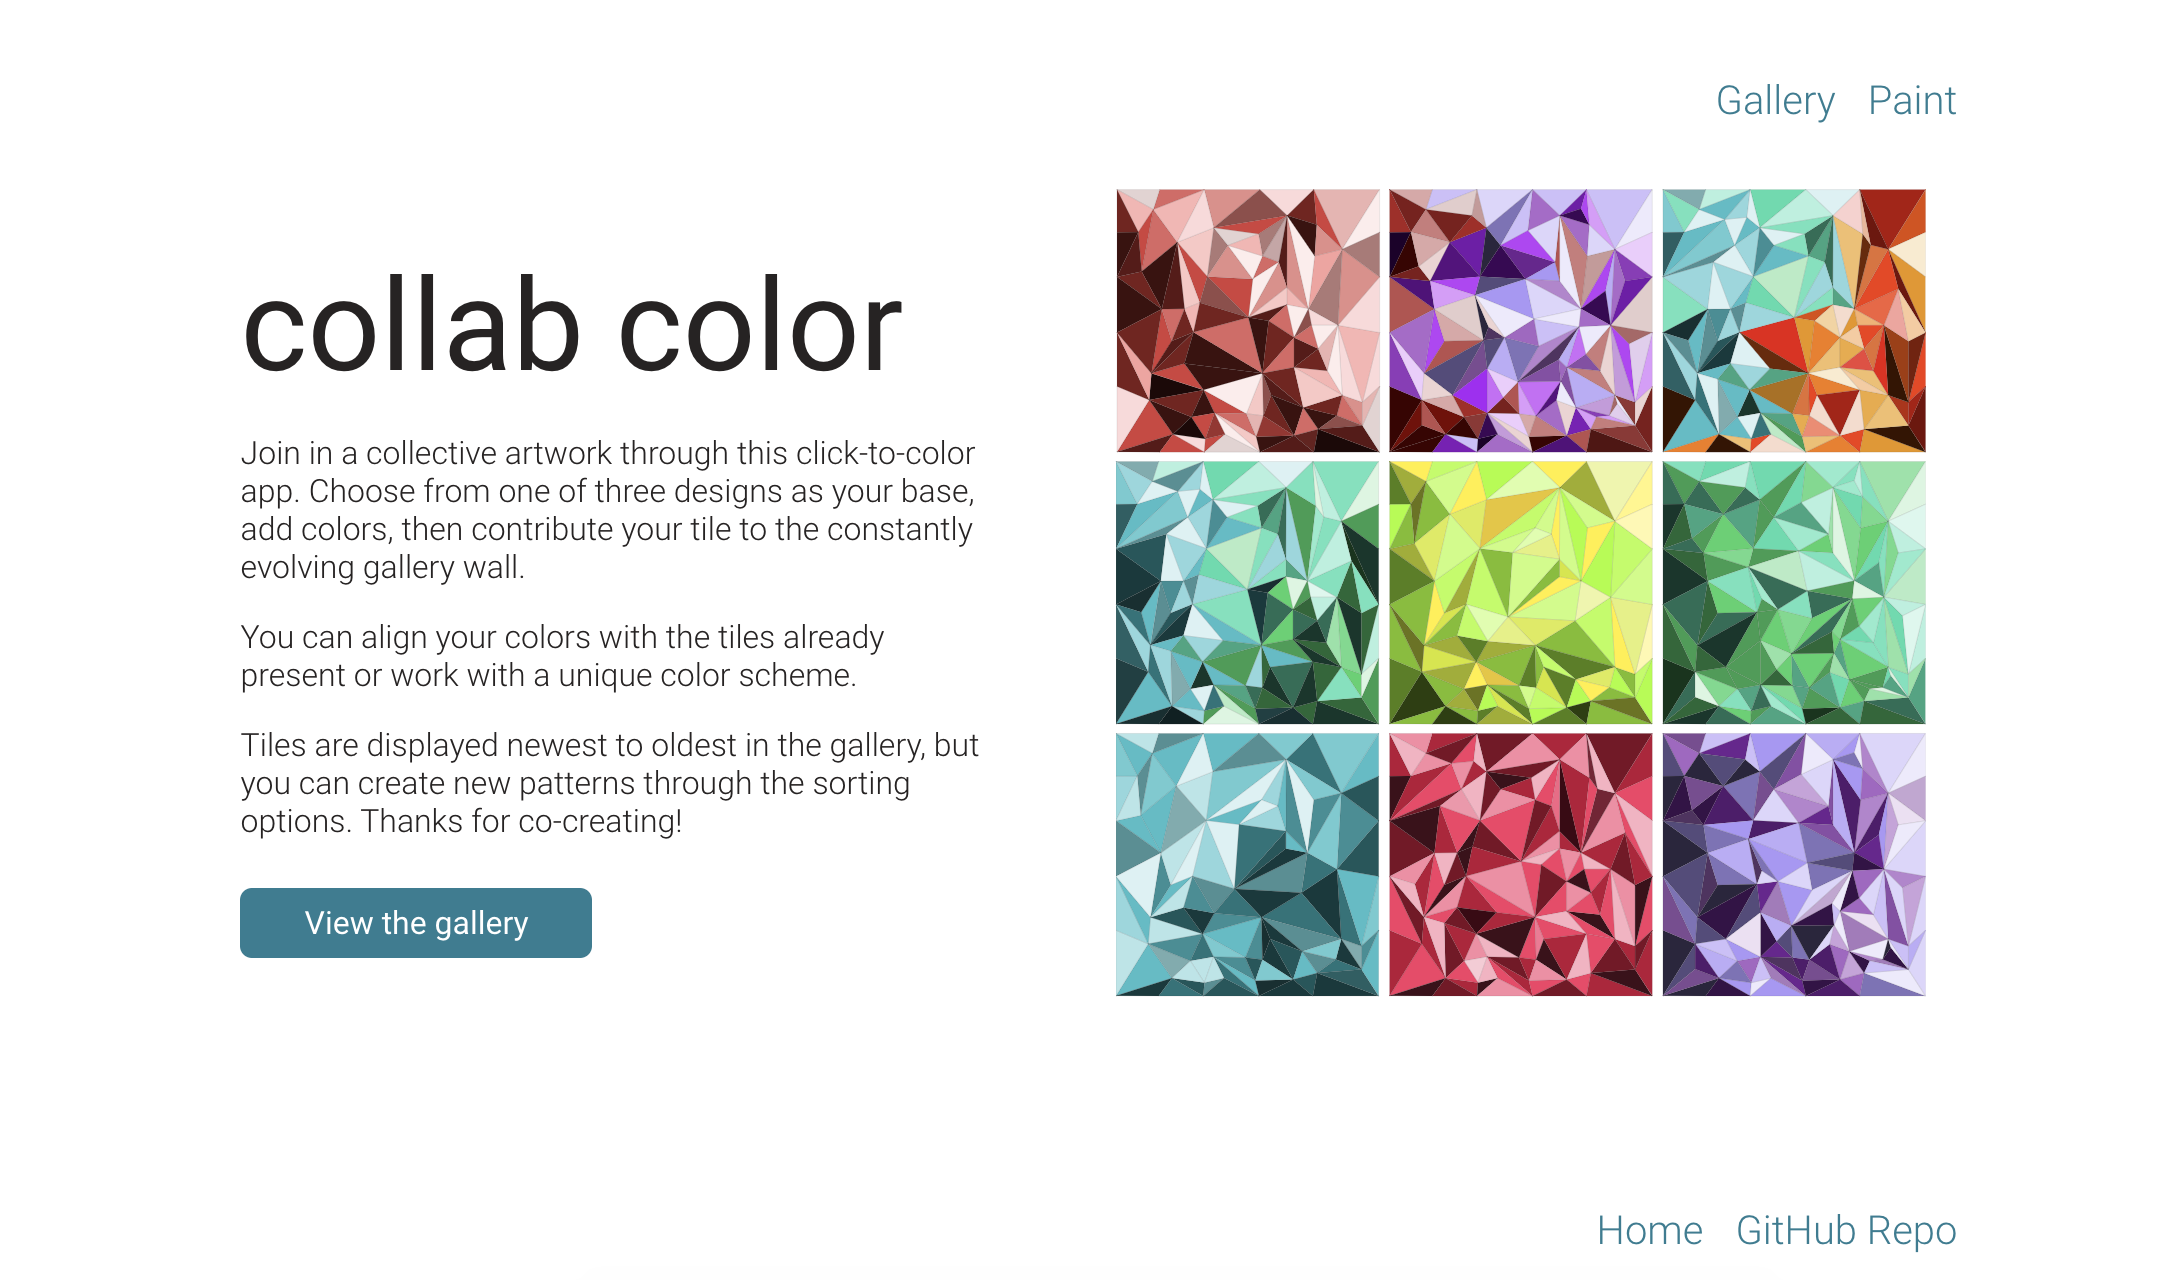 Gallery Paint
collab color
Join in a collective artwork through this click-to-color
app. Choose from one of three designs as your base,
add colors, then contribute your tile to the constantly
evolving gallery wall.
You can align your colors with the tiles already
present or work with a unique color scheme.
Tiles are displayed newest to oldest in the gallery, but
you can create new patterns through the sorting
options. Thanks for co-creating!
View the gallery
Home GitHub Repo